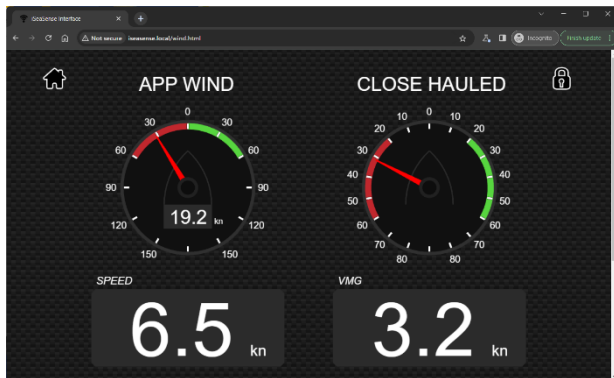 iSeaSense Interface
Not secure iseasense.local/wind.html
Incognito
Finish update
APP WIND
CLOSE HAULED
0
30 30
60 60
90 90
120 120
150 150
19.2 kn
0
10 10
20 20
30 30
40 40
50 50
60 60
70 70
80 80
SPEED
VMG
6.5 kn
3.2 kn